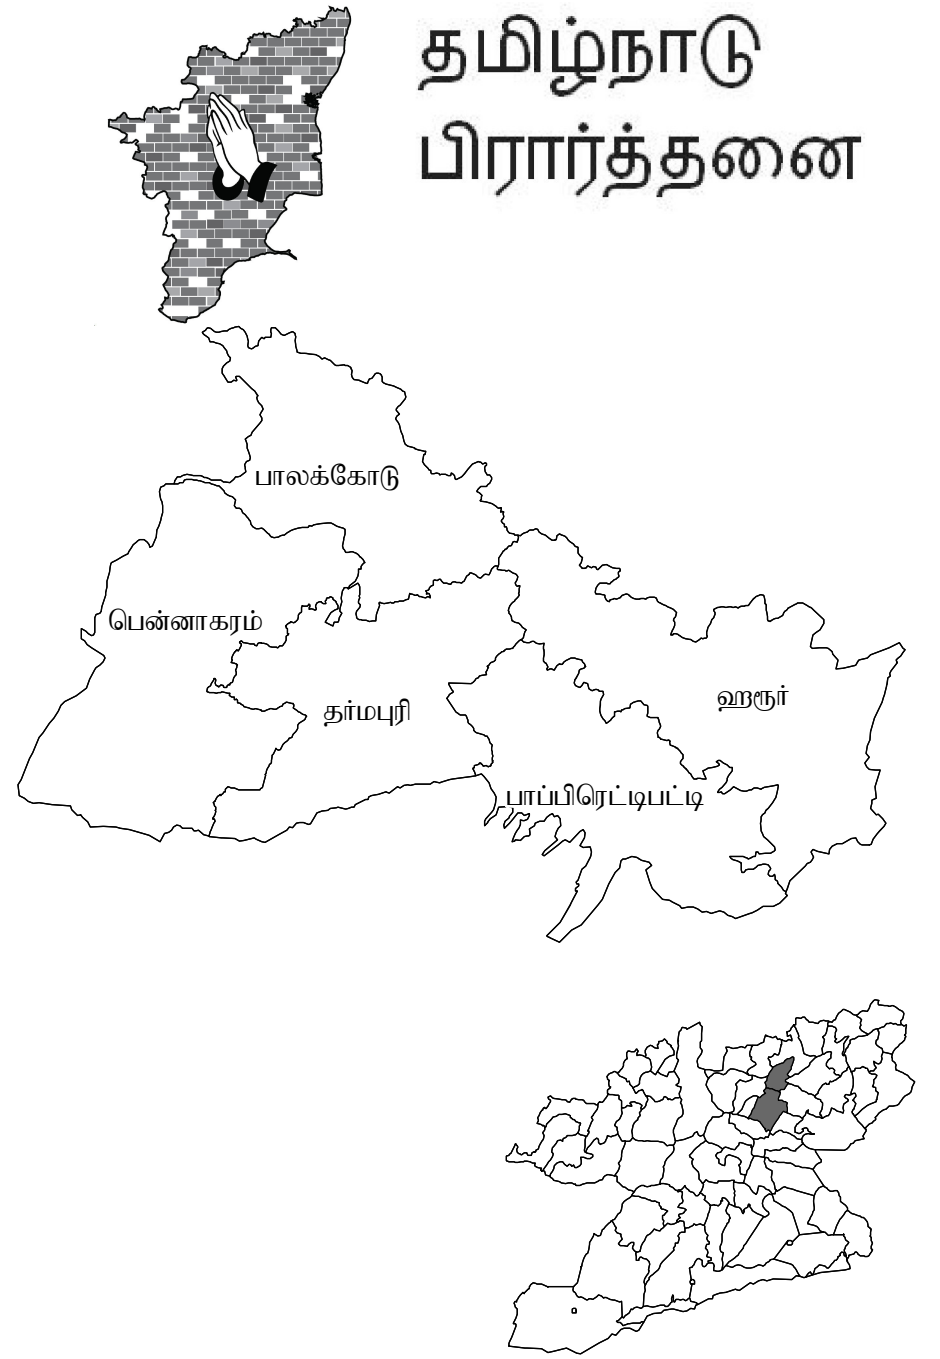 தமிழ்நாடு
பிரார்த்தனை
பாலக்கோடு
பென்னாகரம்
ஹரூர்
தர்மபுரி
பாப்பிரெட்டிபட்டி